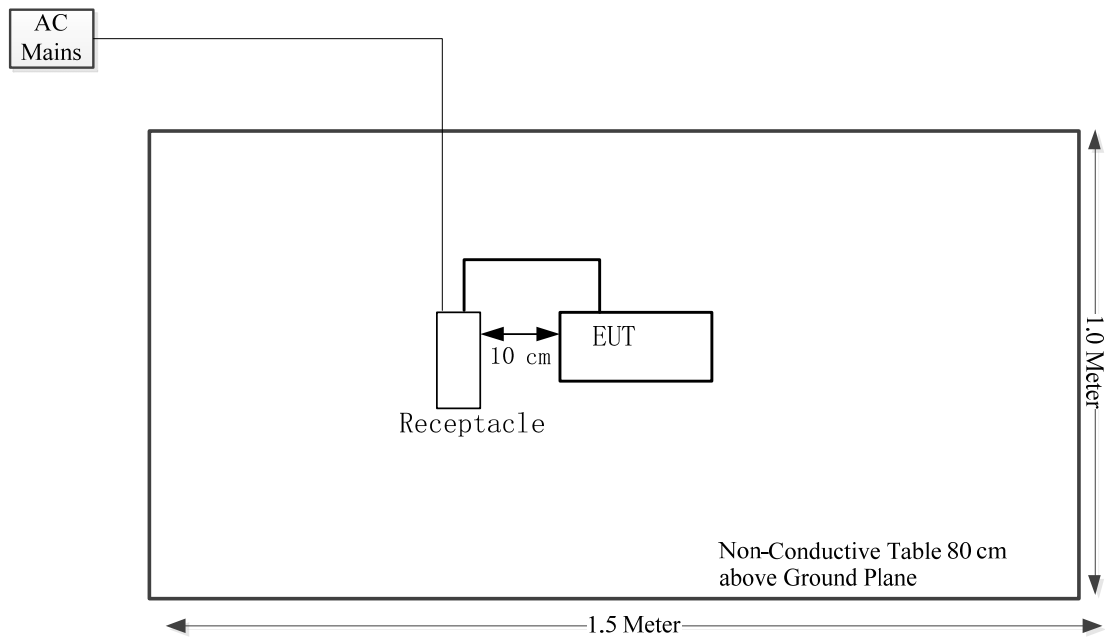 AC
Mains
EUT
10 cm
Receptacle
1.0 Meter
Non-Conductive Table 80 cm
above Ground Plane
1.5 Meter